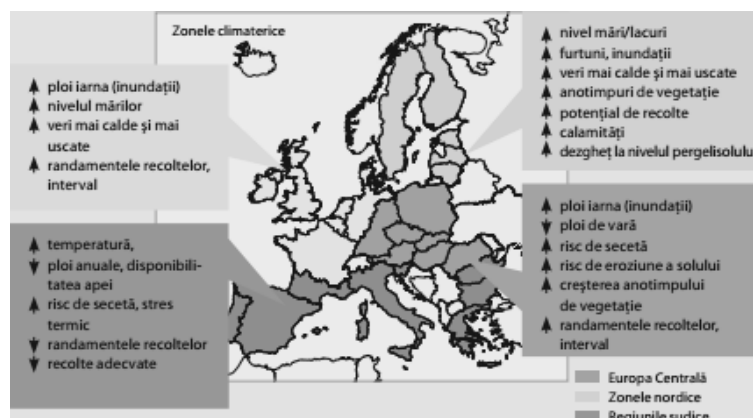 Zonele climaterice
ploi iarna (inundații)
nivelul mărilor
veri mai calde și mai
uscate
randamentele recoltelor,
interval
nivel mări/lacuri
furtuni, inundații
veri mai calde și mai uscate
anotimpuri de vegetație
potențial de recolte
calamități
dezgheț la nivelul pergelisolului
temperatură,
ploi anuale, disponibili-
tatea apei
risc de secetă, stres
termic
randamentele recoltelor
recolte adecvate
ploi iarna (inundații)
ploi de vară
risc de secetă
risc de eroziune a solului
creșterea anotimpului
de vegetație
randamentele recoltelor,
interval
Europa Centrală
Zonele nordice
Regiunile sudice